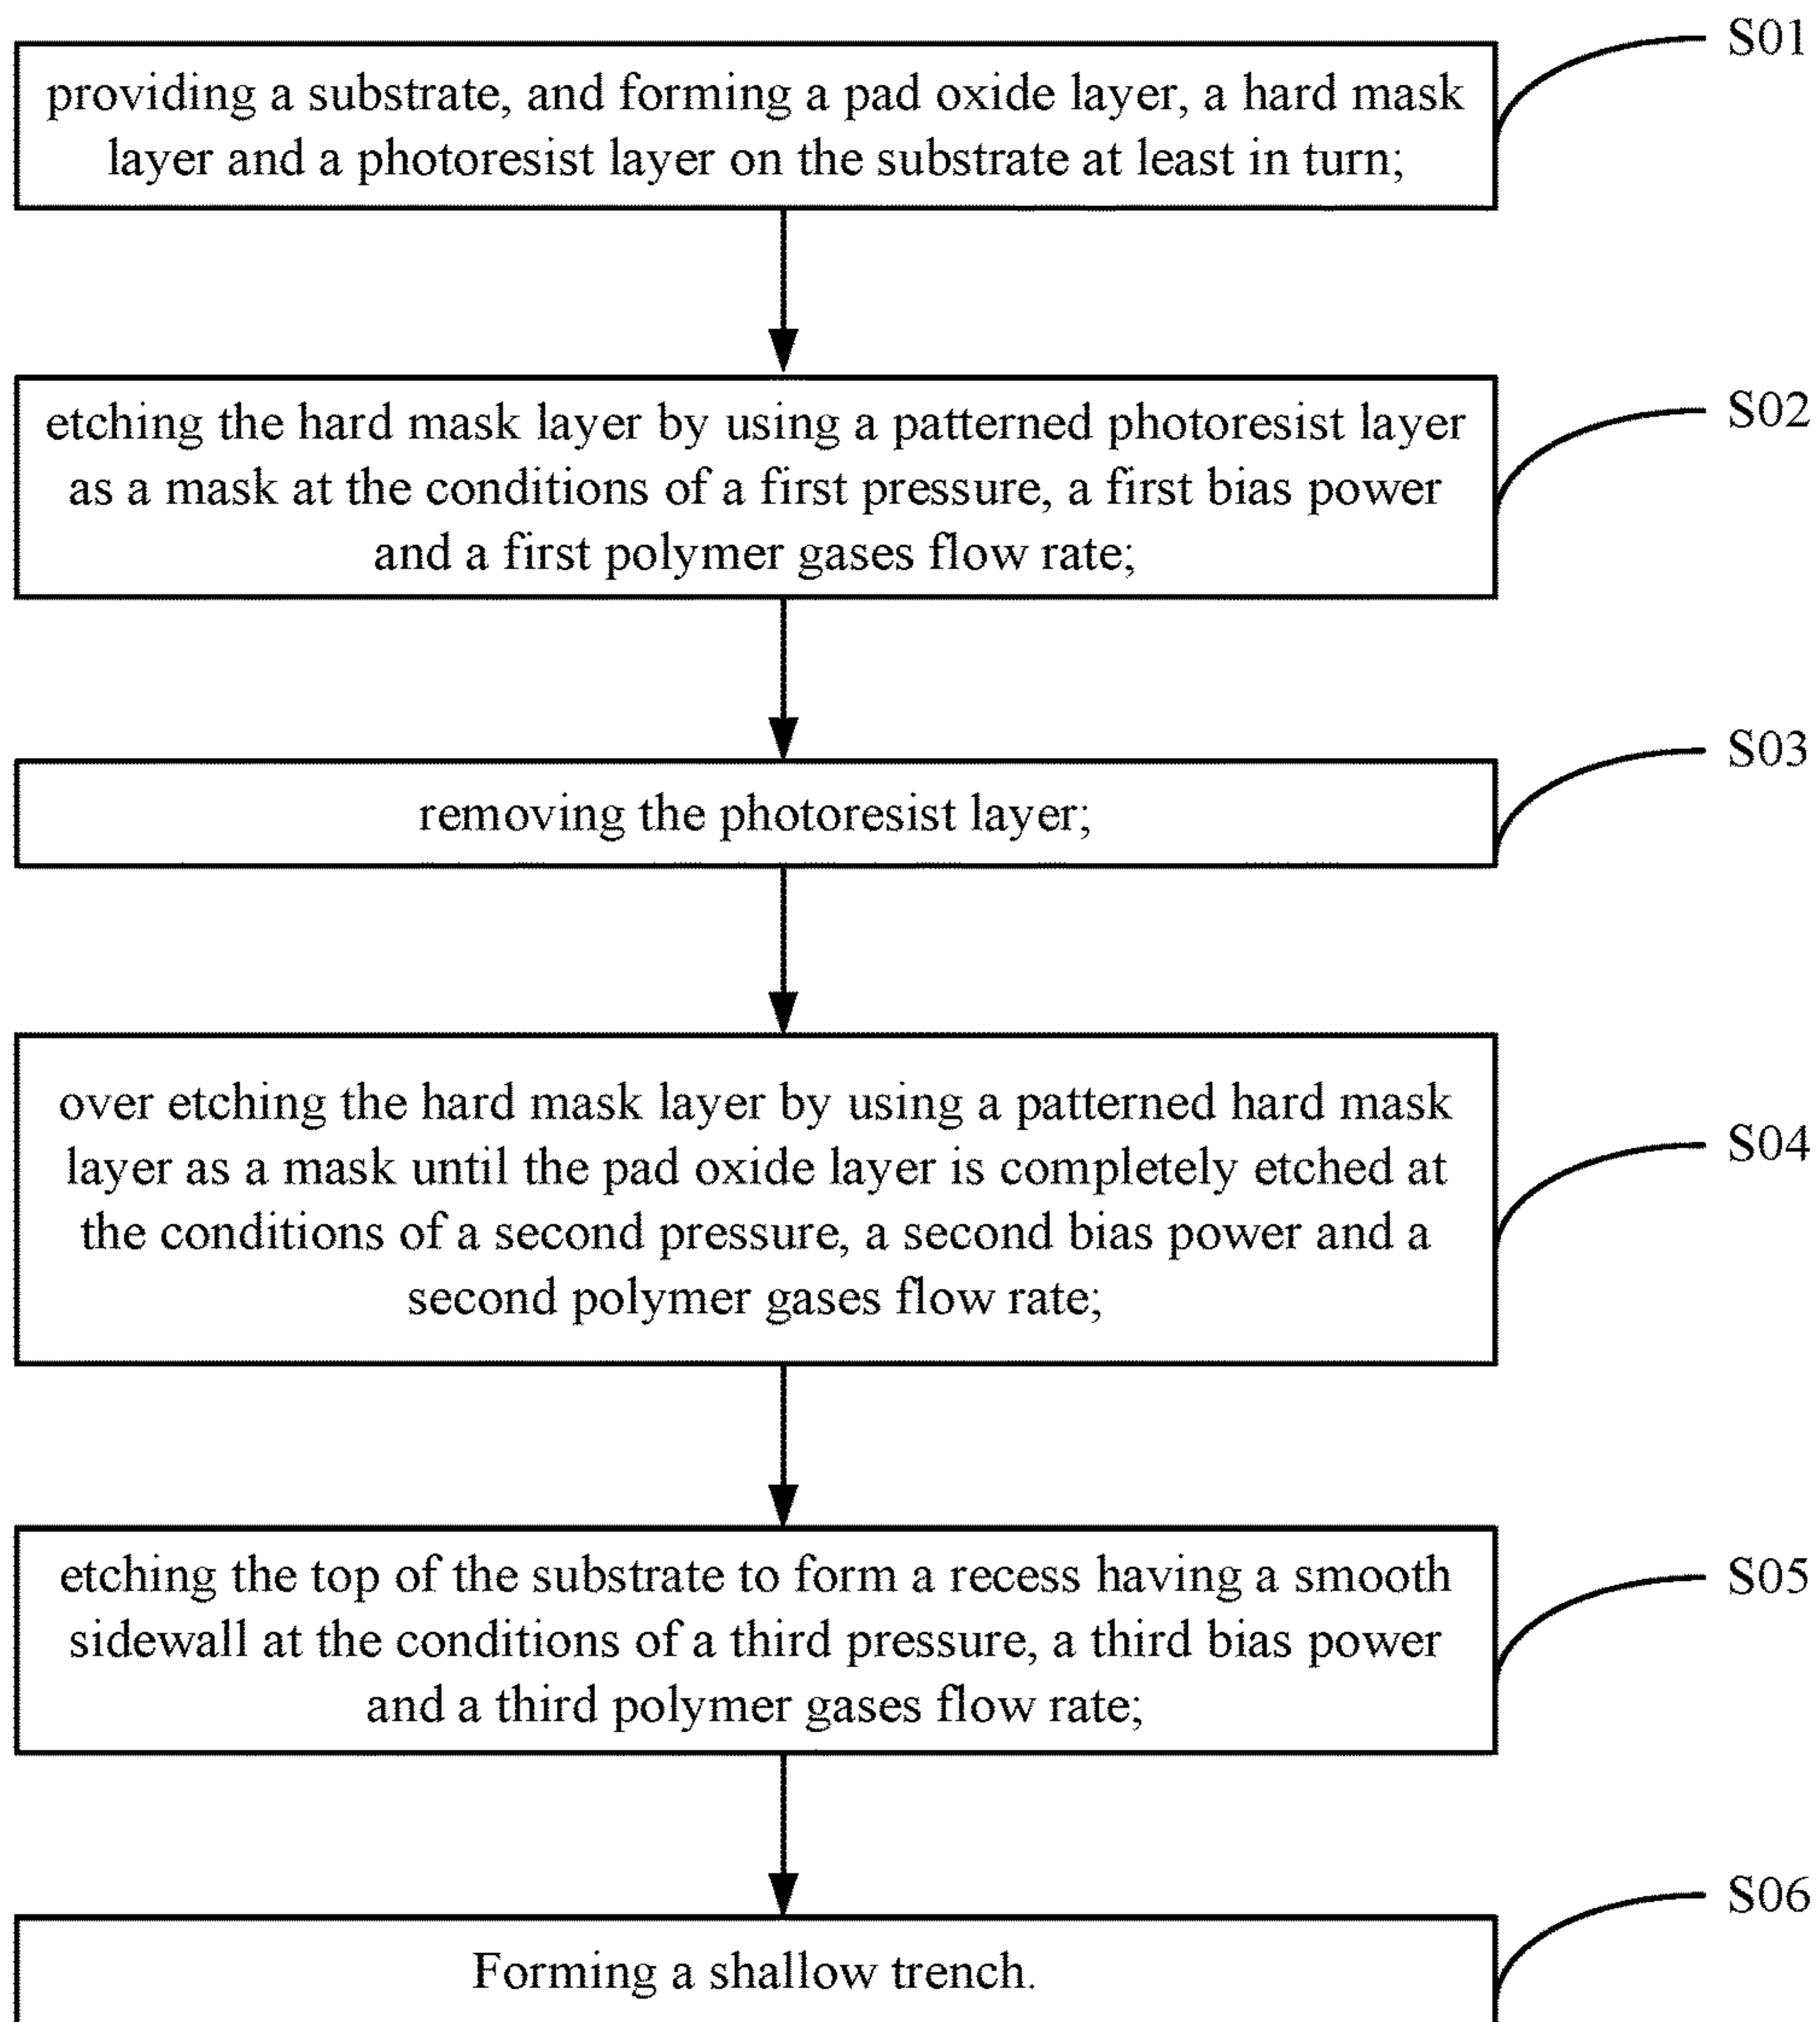 S01
providing a substrate, and forming a pad oxide layer, a hard mask
layer and a photoresist layer on the substrate at least in turn;
S02
etching the hard mask layer by using a patterned photoresist layer
as a mask at the conditions of a first pressure, a first bias power
and a first polymer gases flow rate;
S03
removing the photoresist layer;
S04
over etching the hard mask layer by using a patterned hard mask
layer as a mask until the pad oxide layer is completely etched at
the conditions of a second pressure, a second bias power and a
second polymer gases flow rate;
S05
etching the top of the substrate to form a recess having a smooth
sidewall at the conditions of a third pressure, a third bias power
and a third polymer gases flow rate;
S06
Forming a shallow trench.